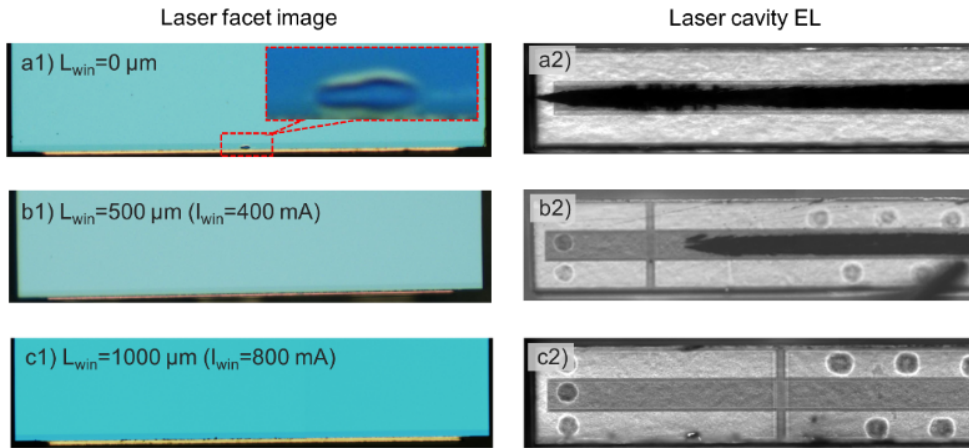 Laser facet image
Laser cavity EL
a1) Lwin=0 μm
a2)
b1) Lwin=500 μm (Iwin=400 mA)
b2)
c1) Lwin=1000 μm (Iwin=800 mA)
c2)